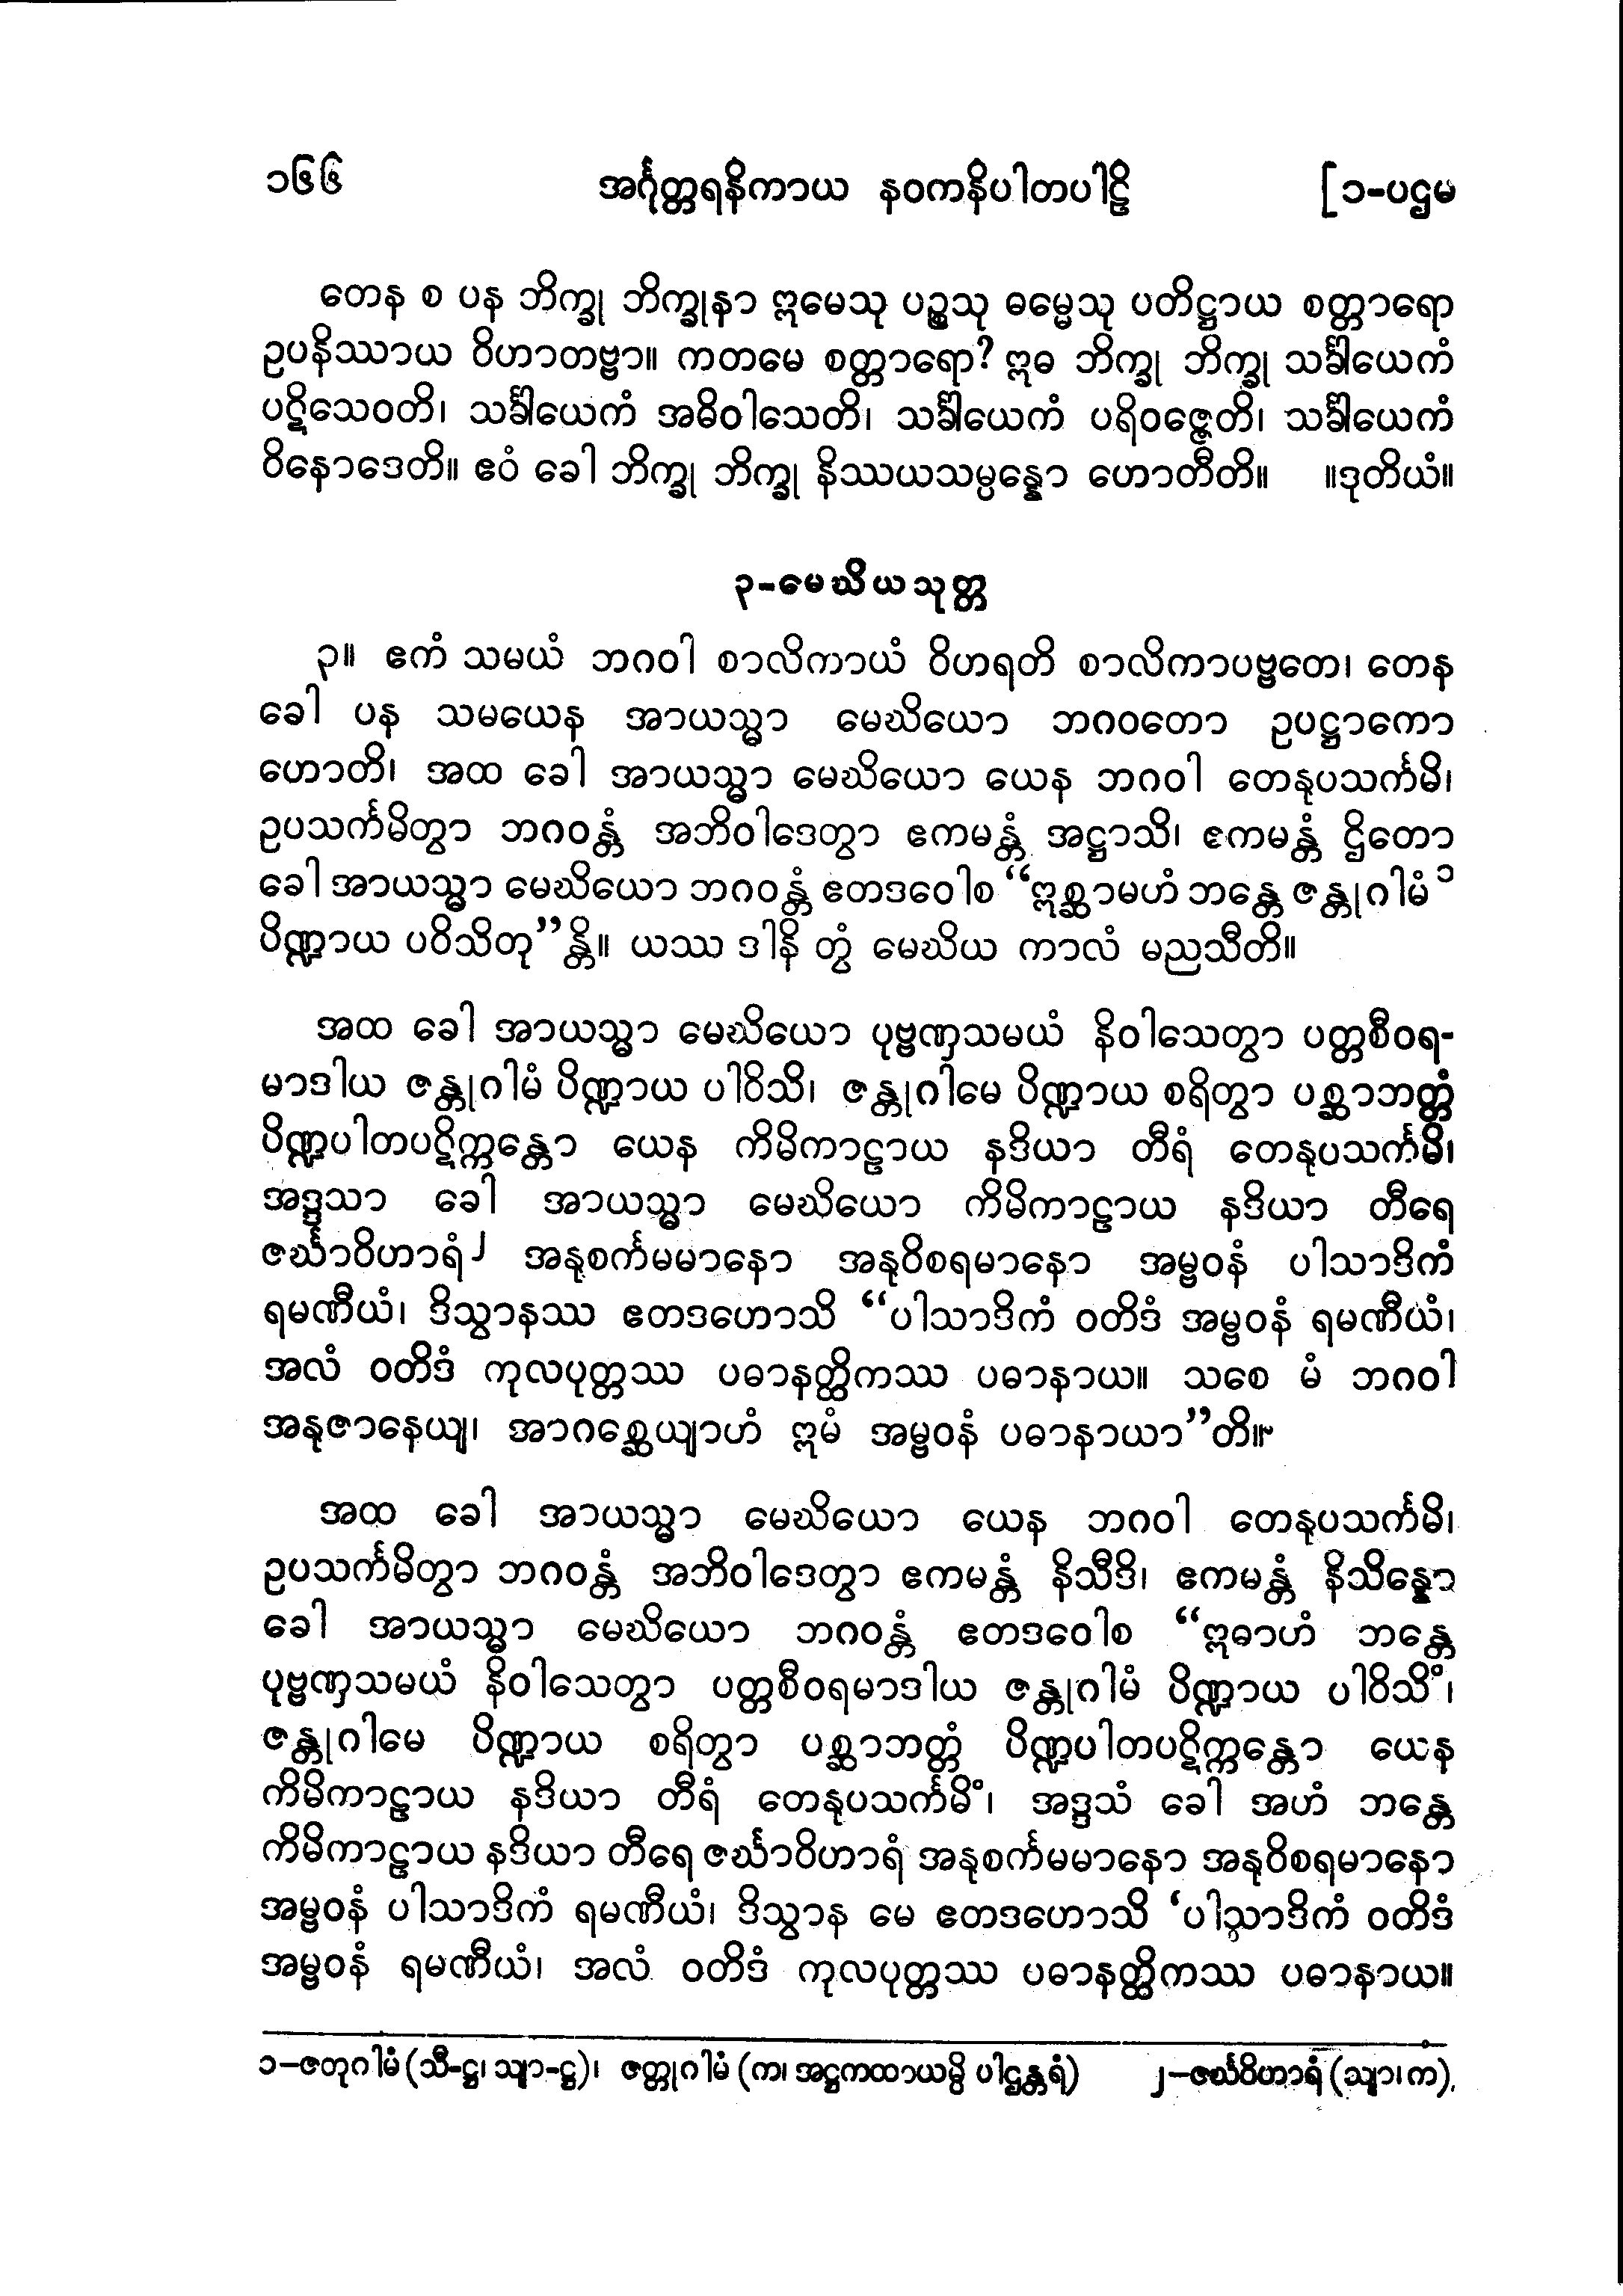 ၁၆၆ အင်္ဂုတ္တရနိကာယ နဝကနိပါတပါဠိ [၁-ပဌမ
တေန စ ပန ဘိက္ခု ဘိက္ခုနာ ဣမေသု ပဉ္စသု ဓမ္မေသု ပတိဋ္ဌာယ စတ္တာရော
ဥပနိဿာယ ဝိဟာတဗ္ဗာ။ ကတမေ စတ္တာရော? ဣဓ ဘိက္ခု ဘိက္ခု သင်္ခါယေကံ
ပဋိသေဝတိ၊ သင်္ခါယေကံ အဓိဝါသေတိ၊ သင်္ခါယေကံ ပရိဝဇ္ဇေတိ၊ သင်္ခါယေကံ
ဝိနောဒေတိ။ ဧဝံ ခေါ ဘိက္ခု ဘိက္ခု နိဿယသမ္ပန္နော ဟောတီတိ။ ။ဒုတိယံ။
၃-မေဃိယသုတ္တ
၃။ ဧကံ သမယံ ဘဂဝါ စာလိကာယံ ဝိဟရတိ စာလိကာပဗ္ဗတေ၊ တေန
ခေါ ပန သမယေန အာယသ္မာ မေဃိယော ဘဂဝတော ဥပဋ္ဌာကော
ဟောတိ၊ အထ ခေါ အာယသ္မာ မေဃိယော ယေန ဘဂဝါ တေနုပသင်္ကမိ၊
ဥပသင်္ကမိတွာ ဘဂဝန္တံ အဘိဝါဒေတွာ ဧကမန္တံ အဋ္ဌာသိ၊ ဧကမန္တံ ဌိတော
ခေါ အာယသ္မာ မေဃိယော ဘဂဝန္တံ ဧတဒဝေါစ “ဣစ္ဆာမဟံ ဘန္တေ ဇန္တုဂါမံ ၁
ပိဏ္ဍာယ ပဝိသိတု”န္တိ။ ယဿ ဒါနိ တွံ မေဃိယ ကာလံ မညသီတိ။
အထ ခေါ အာယသ္မာ မေဃိယော ပုဗ္ဗဏှသမယံ နိဝါသေတွာ ပတ္တစီဝရ-
မာဒါယ ဇန္တုဂါမံ ပိဏ္ဍာယ ပါဝိသိ၊ ဇန္တုဂါမေ ပိဏ္ဍာယ စရိတွာ ပစ္ဆာဘတ္တံ
ပိဏ္ဍပါတပဋိက္ကန္တော ယေန ကိမိကာဠာယ နဒိယာ တီရံ တေနုပသင်္ကမိ၊
အဒ္ဒသာ ခေါ အာယသ္မာ မေဃိယော ကိမိကာဠာယ နဒိယာ တီရေ
ဇင်္ဃာဝိဟာရံ၂ အနုစင်္ကမမာနော အနုဝိစရမာနော အမ္ဗဝနံ ပါသာဒိကံ
ရမဏီယံ၊ ဒိသွာနဿ ဧတဒဟောသိ “ပါသာဒိကံ ဝတိဒံ အမ္ဗဝနံ ရမဏီယံ၊
အလံ ဝတိဒံ ကုလပုတ္တဿ ပဓာနတ္ထိကဿ ပဓာနာယ။ သစေ မံ ဘဂဝါ
အနုဇာနေယျ၊ အာဂစ္ဆေယျာဟံ ဣမံ အမ္ဗဝနံ ပဓာနာယာ”တိ။
အထ ခေါ အာယသ္မာ မေဃိယော ယေန ဘဂဝါ တေနုပသင်္ကမိ၊
ဥပသင်္ကမိတွာ ဘဂဝန္တံ အဘိဝါဒေတွာ ဧကမန္တံ နိသီဒိ၊ ဧကမန္တံ နိသိန္နော
ခေါ အာယသ္မာ မေဃိယော ဘဂဝန္တံ ဧတဒဝေါစ “ဣဓာဟံ ဘန္တေ
ပုဗ္ဗဏှသမယံ နိဝါသေတွာ ပတ္တစီဝရမာဒါယ ဇန္တုဂါမံ ပိဏ္ဍာယ ပါဝိသိံ၊
ဇန္တုဂါမေ ပိဏ္ဍာယ စရိတွာ ပစ္ဆာဘတ္တံ ပိဏ္ဍပါတပဋိက္ကန္တော ယေန
ကိမိကာဠာယ နဒိယာ တီရံ တေနုပသင်္ကမိံ၊ အဒ္ဒသံ ခေါ အဟံ ဘန္တေ
ကိမိကာဠာယ နဒိယာ တီရေ ဇင်္ဃာဝိဟာရံ အနုစင်္ကမမာနော အနုဝိစရမာနော
အမ္ဗဝနံ ပါသာဒိကံ ရမဏီယံ၊ ဒိသွာန မေ ဧတဒဟောသိ ‘ပါသာဒိကံ ဝတိဒံ
အမ္ဗဝနံ ရမဏီယံ၊ အလံ ဝတိဒံ ကုလပုတ္တဿ ပဓာနတ္ထိကဿ ပဓာနာယ။
၁−ဇတုဂါမံ (သီ-ဋ္ဌ၊ သျာ-ဋ္ဌ)၊ ဇတ္တုဂါမံ (က၊ အဋ္ဌကထာယမ္ပိ ပါဌန္တရံ) ၂−ဇင်္ဃဝိဟာရံ (သျာ၊ က)